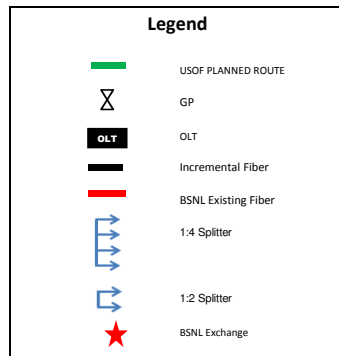 Legend
USOF PLANNED ROUTE
GP
OLT OLT
Incremental Fiber
BSNL Existing Fiber
1:4 Splitter
1:2 Splitter
BSNL Exchange